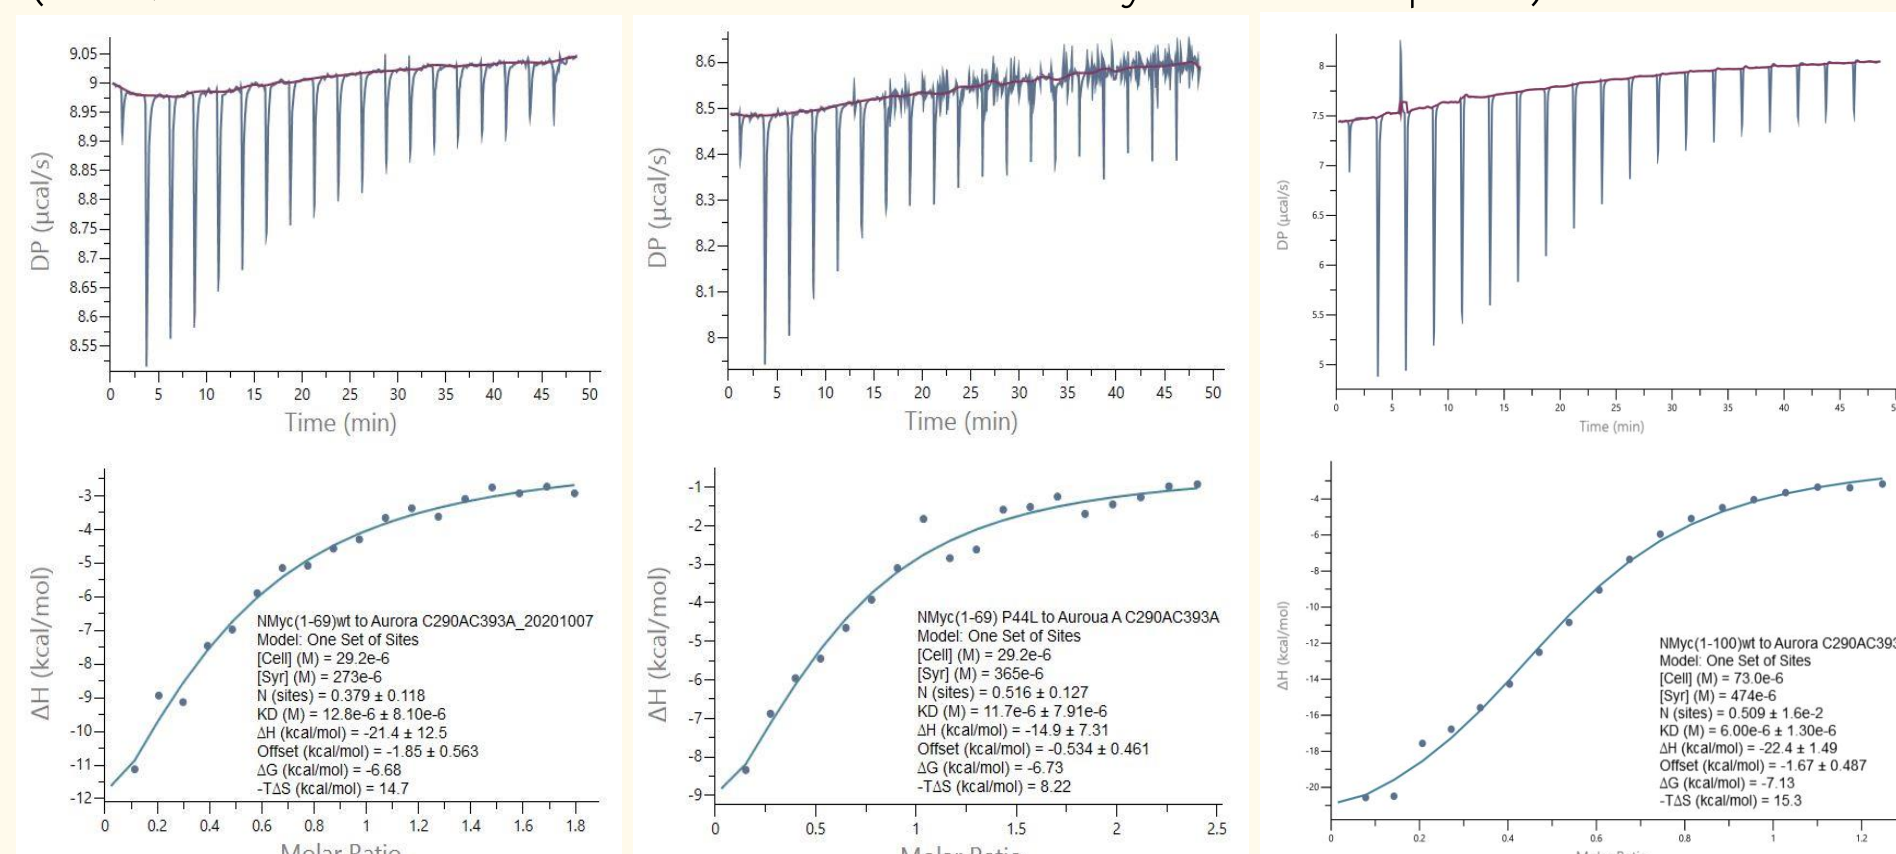 9.05
9
8.95
8.9
8.85
8.8
8.75
8.7
8.65
8.6
8.55
DP (µcal/s)
0 5 10 15 20 25 30 35 40 45 50
Time (min)
8.6
8.5
8.4
8.3
8.2
8.1
8
DP (µcal/s)
0 5 10 15 20 25 30 35 40 45 50
Time (min)
8
7.5
7
6.5
6
5.5
5
DP (µcal/s)
0 5 10 15 20 25 30 35 40 45
Time (min)
-3
-4
-5
-6
-7
-8
-9
-10
-11
-12
ΔH (kcal/mol)
NMyc(1-69)wt to Aurora C290AC393A_20201007
Model: One Set of Sites
[Cell] (M) = 29.2e-6
[Syr] (M) = 273e-6
N (sites) = 0.379 ± 0.118
KD (M) = 12.8e-6 ± 8.10e-6
ΔH (kcal/mol) = -21.4 ± 12.5
Offset (kcal/mol) = -1.85 ± 0.563
ΔG (kcal/mol) = -6.68
-TΔS (kcal/mol) = 14.7
0 0.2 0.4 0.6 0.8 1 1.2 1.4 1.6 1.8
Molar Ratio
-1
-2
-3
-4
-5
-6
-7
-8
-9
ΔH (kcal/mol)
NMyc(1-69) P44L to Auroua A C290AC393A
Model: One Set of Sites
[Cell] (M) = 29.2e-6
[Syr] (M) = 365e-6
N (sites) = 0.516 ± 0.127
KD (M) = 11.7e-6 ± 7.91e-6
ΔH (kcal/mol) = -14.9 ± 7.31
Offset (kcal/mol) = -0.534 ± 0.461
ΔG (kcal/mol) = -6.73
-TΔS (kcal/mol) = 8.22
0 0.5 1 1.5 2 2.5
Molar Ratio
-4
-6
-8
-10
-12
-14
-16
-18
-20
ΔH (kcal/mol)
NMyc(1-100)wt to Aurora C290AC393
Model: One Set of Sites
[Cell] (M) = 73.0e-6
[Syr] (M) = 474e-6
N (sites) = 0.509 ± 1.6e-2
KD (M) = 6.00e-6 ± 1.30e-6
ΔH (kcal/mol) = -22.4 ± 1.49
Offset (kcal/mol) = -1.67 ± 0.487
ΔG (kcal/mol) = -7.13
-TΔS (kcal/mol) = 15.3
0 0.2 0.4 0.6 0.8 1 1.2